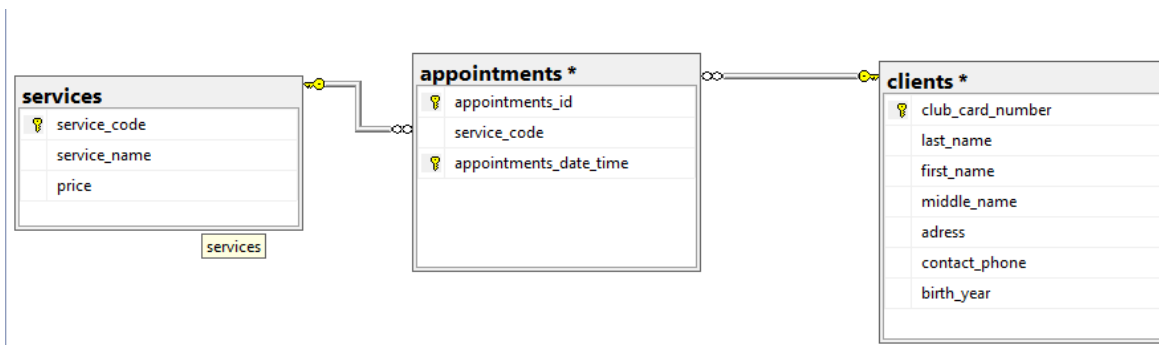 services
service_code
service_name
price
services
appointments *
appointments_id
service_code
appointments_date_time
clients *
club_card_number
last_name
first_name
middle_name
adress
contact_phone
birth_year